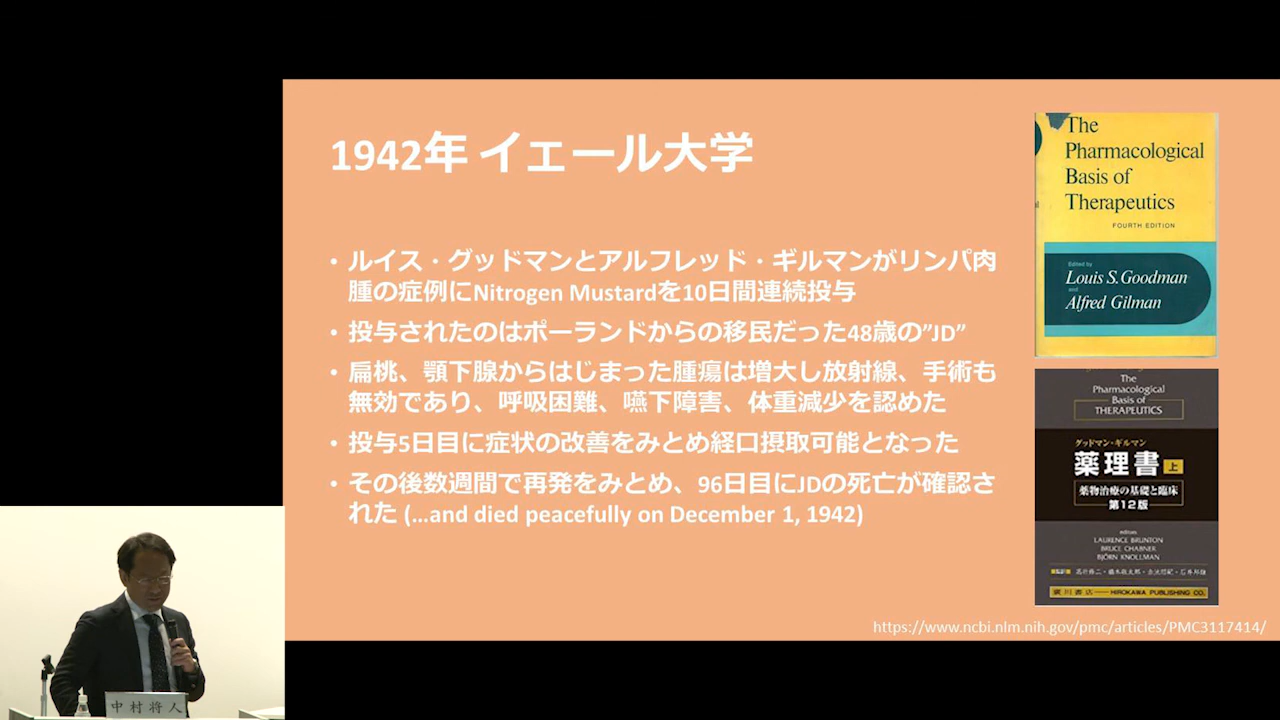 1942年 イェール大学
• ルイス・グッドマンとアルフレッド・ギルマンがリンパ肉
腫の症例にNitrogen Mustardを10日間連続投与
• 投与されたのはポーランドからの移民だった48歳の”JD”
• 扁桃、顎下腺からはじまった腫瘍は増大し放射線、手術も
無効であり、呼吸困難、嚥下障害、体重減少を認めた
• 投与5日目に症状の改善をみとめ経口摂取可能となった
• その後数週間で再発をみとめ、96日目にJDの死亡が確認さ
れた (…and died peacefully on December 1, 1942)
The
Pharmacological
Basis of
Therapeutics
FOURTH EDITION
Edited by
Louis S. Goodman
and
Alfred Gilman
The
Pharmacological
Basis of
THERAPEUTICS
グッドマン・ギルマン
薬理書 上
薬物治療の基礎と臨床
第12版
editors
LAURENCE BRUNTON
BRUCE CHABNER
BJÖRN KNOLLMAN
廣川書店 HIROKAWA PUBLISHING CO.
https://www.ncbi.nlm.nih.gov/pmc/articles/PMC3117414/
中村将人